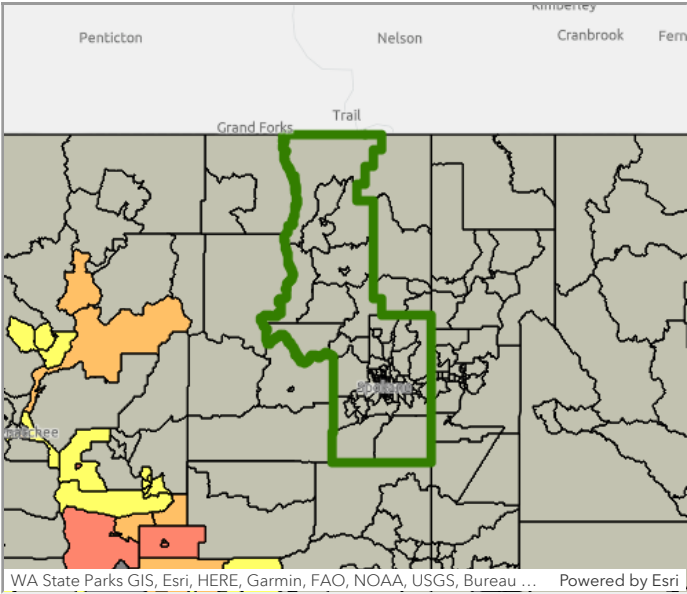 Kimberley
Penticton
Nelson
Cranbrook
Fern
Trail
Grand Forks
Spokane
WA State Parks GIS, Esri, HERE, Garmin, FAO, NOAA, USGS, Bureau ... Powered by Esri